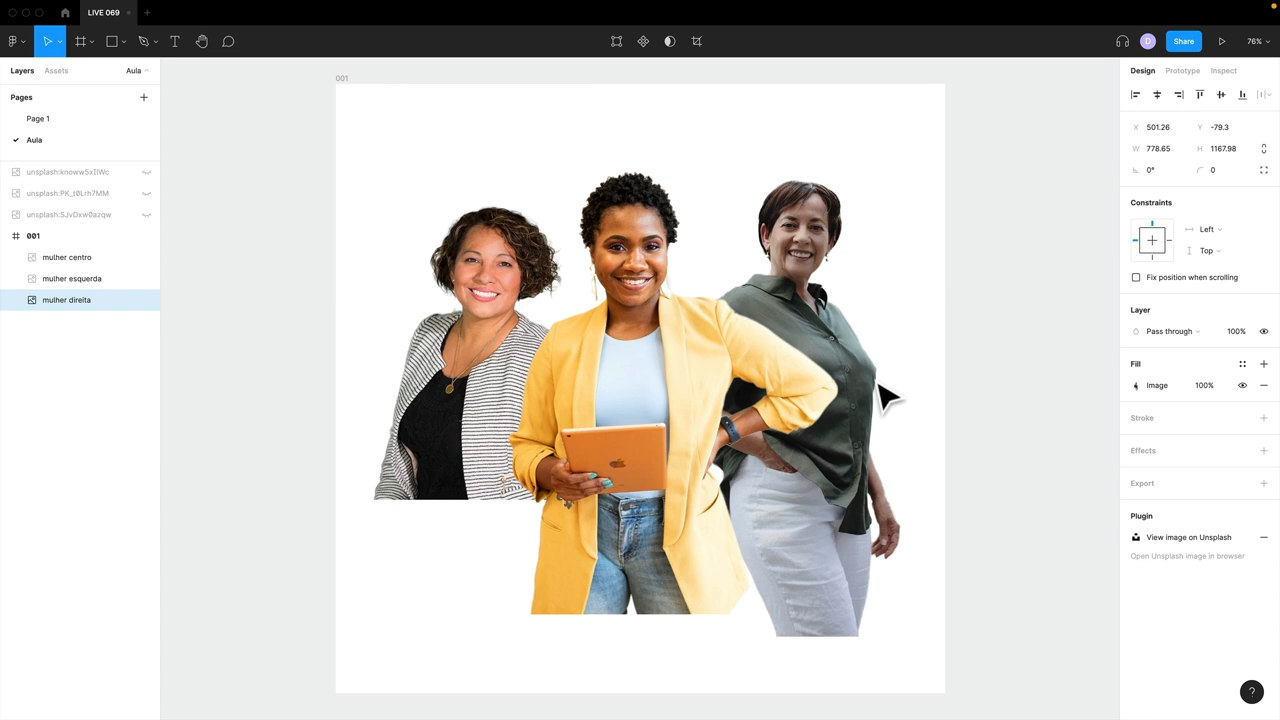 LIVE 069
Share
76%
Layers
Assets
Aula
Pages
Page 1
Aula
unsplash:knoww5xIlWc
unsplash:PK_t0Lrh7MM
unsplash:SJvDxw0azqw
001
mulher centro
mulher esquerda
mulher direita
001
Design
Prototype
Inspect
X 501.26
Y -79.3
W 778.65
H 1167.98
0°
0
Constraints
Left
Top
Fix position when scrolling
Layer
Pass through
100%
Fill
Image
100%
Stroke
Effects
Export
Plugin
View image on Unsplash
Open Unsplash image in browser
D
?